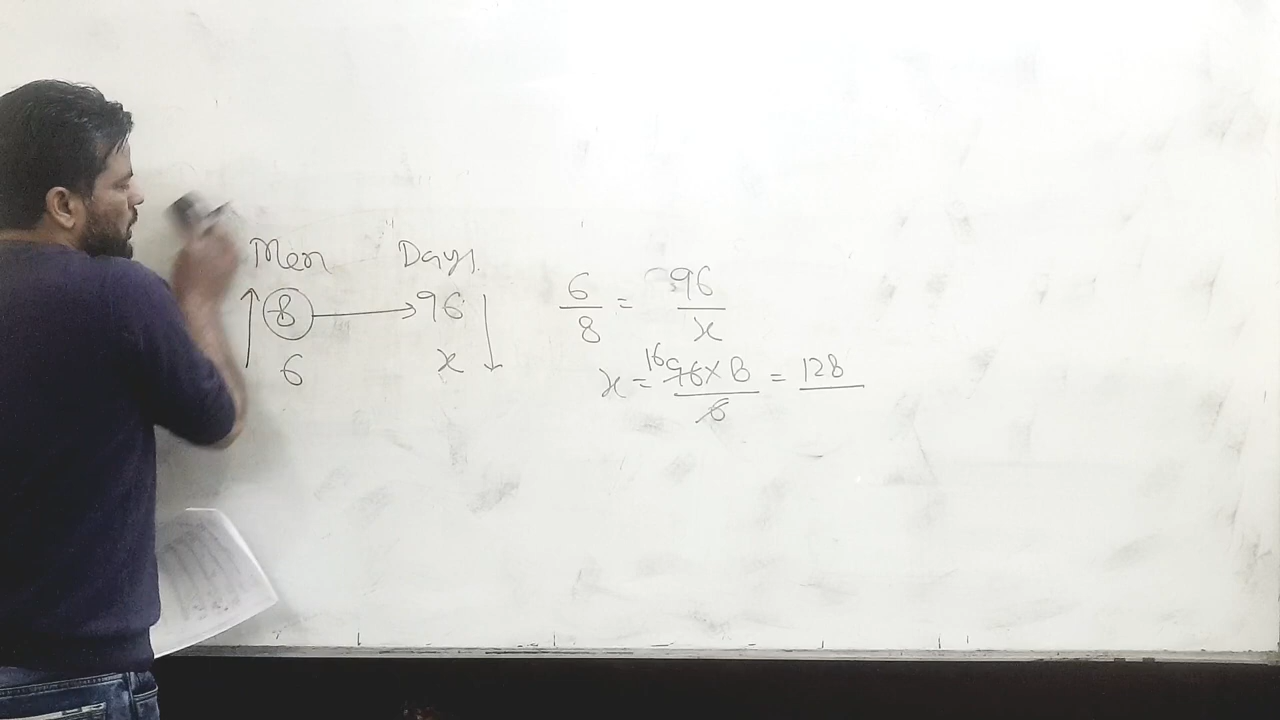 Men Days
8 → 96
6 x
6/8 = 96/x
x = 16 96×8/6 = 128